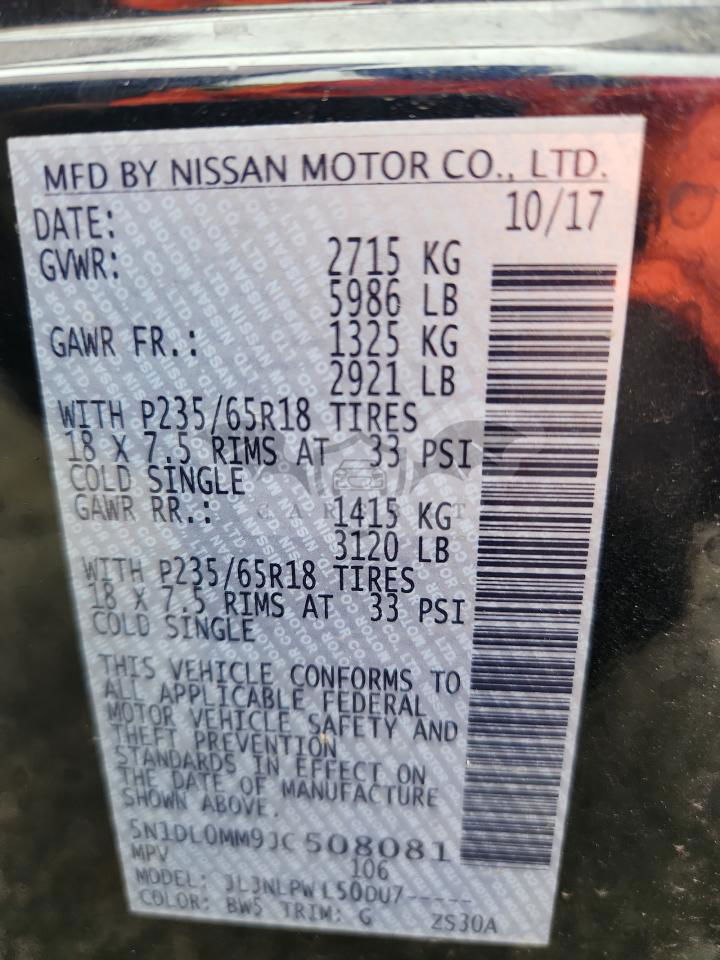 MFD BY NISSAN MOTOR CO., LTD.
DATE: 10/17
GVWR: 2715 KG
5986 LB
GAWR FR.: 1325 KG
2921 LB
WITH P235/65R18 TIRES
18 X 7.5 RIMS AT 33 PSI
COLD SINGLE
GAWR RR.: 1415 KG
3120 LB
WITH P235/65R18 TIRES
18 X 7.5 RIMS AT 33 PSI
COLD SINGLE
THIS VEHICLE CONFORMS TO
ALL APPLICABLE FEDERAL
MOTOR VEHICLE SAFETY AND
THEFT PREVENTION
STANDARDS IN EFFECT ON
THE DATE OF MANUFACTURE
SHOWN ABOVE.
5N1DL0MM9JC508081
MPV 106
MODEL: JL3NLPW L50DU7-----
COLOR: BW5 TRIM: G ZS30A